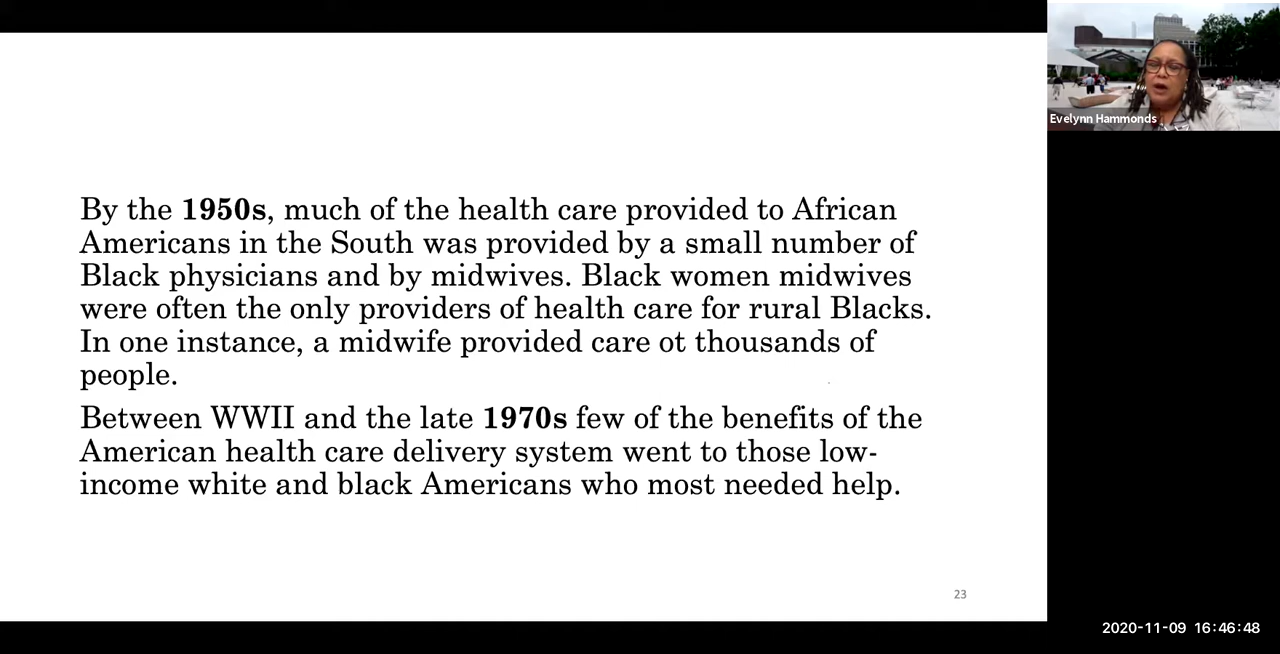 By the 1950s, much of the health care provided to African
Americans in the South was provided by a small number of
Black physicians and by midwives. Black women midwives
were often the only providers of health care for rural Blacks.
In one instance, a midwife provided care ot thousands of
people.
Between WWII and the late 1970s few of the benefits of the
American health care delivery system went to those low-
income white and black Americans who most needed help.
23
Evelynn Hammonds
2020-11-09 16:46:48